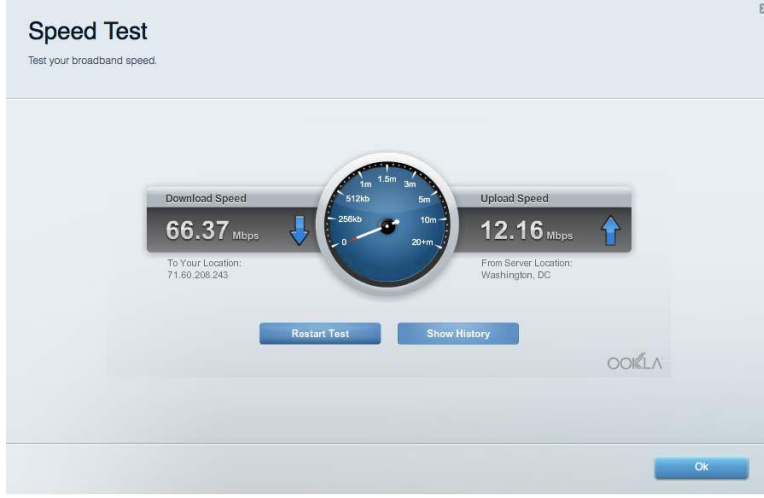 Speed Test
Test your broadband speed.
Download Speed
66.37 Mbps
To Your Location:
71.60.208.243
0
256kb
512kb
1m
1.5m
3m
5m
10m
20+m
Upload Speed
12.16 Mbps
From Server Location:
Washington, DC
Restart Test
Show History
OOKLA
Ok